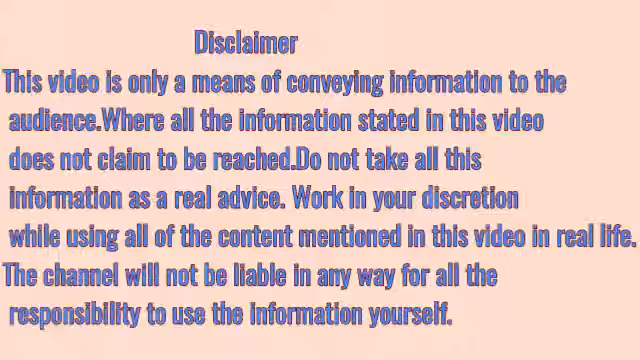 Disclaimer
This video is only a means of conveying information to the
audience.Where all the information stated in this video
does not claim to be reached.Do not take all this
information as a real advice. Work in your discretion
while using all of the content mentioned in this video in real life.
The channel will not be liable in any way for all the
responsibility to use the information yourself.